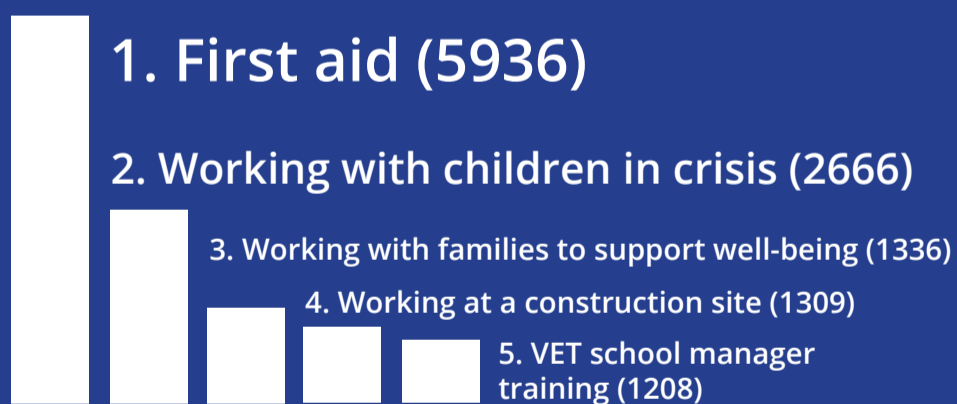 1. First aid (5936)
2. Working with children in crisis (2666)
3. Working with families to support well-being (1336)
4. Working at a construction site (1309)
5. VET school manager
training (1208)